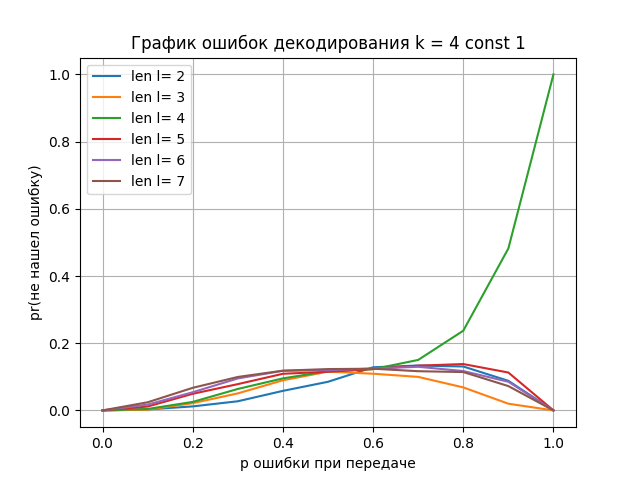 График ошибок декодирования k = 4 const 1
pr(не нашел ошибку)
1.0
0.8
0.6
0.4
0.2
0.0
len l= 2
len l= 3
len l= 4
len l= 5
len l= 6
len l= 7
0.0 0.2 0.4 0.6 0.8 1.0
p ошибки при передаче